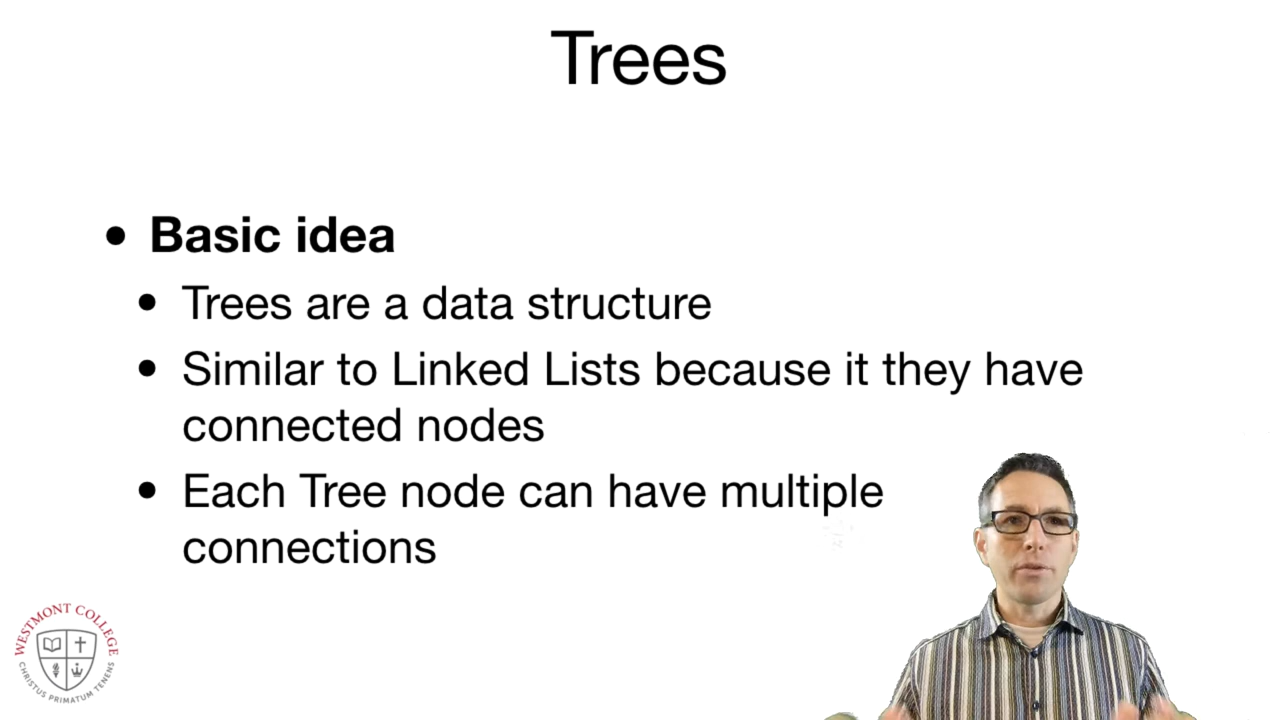 Trees
• Basic idea
• Trees are a data structure
• Similar to Linked Lists because it they have
connected nodes
• Each Tree node can have multiple
connections
WESTMONT COLLEGE
CHRISTUS PRIMATUM TENENS